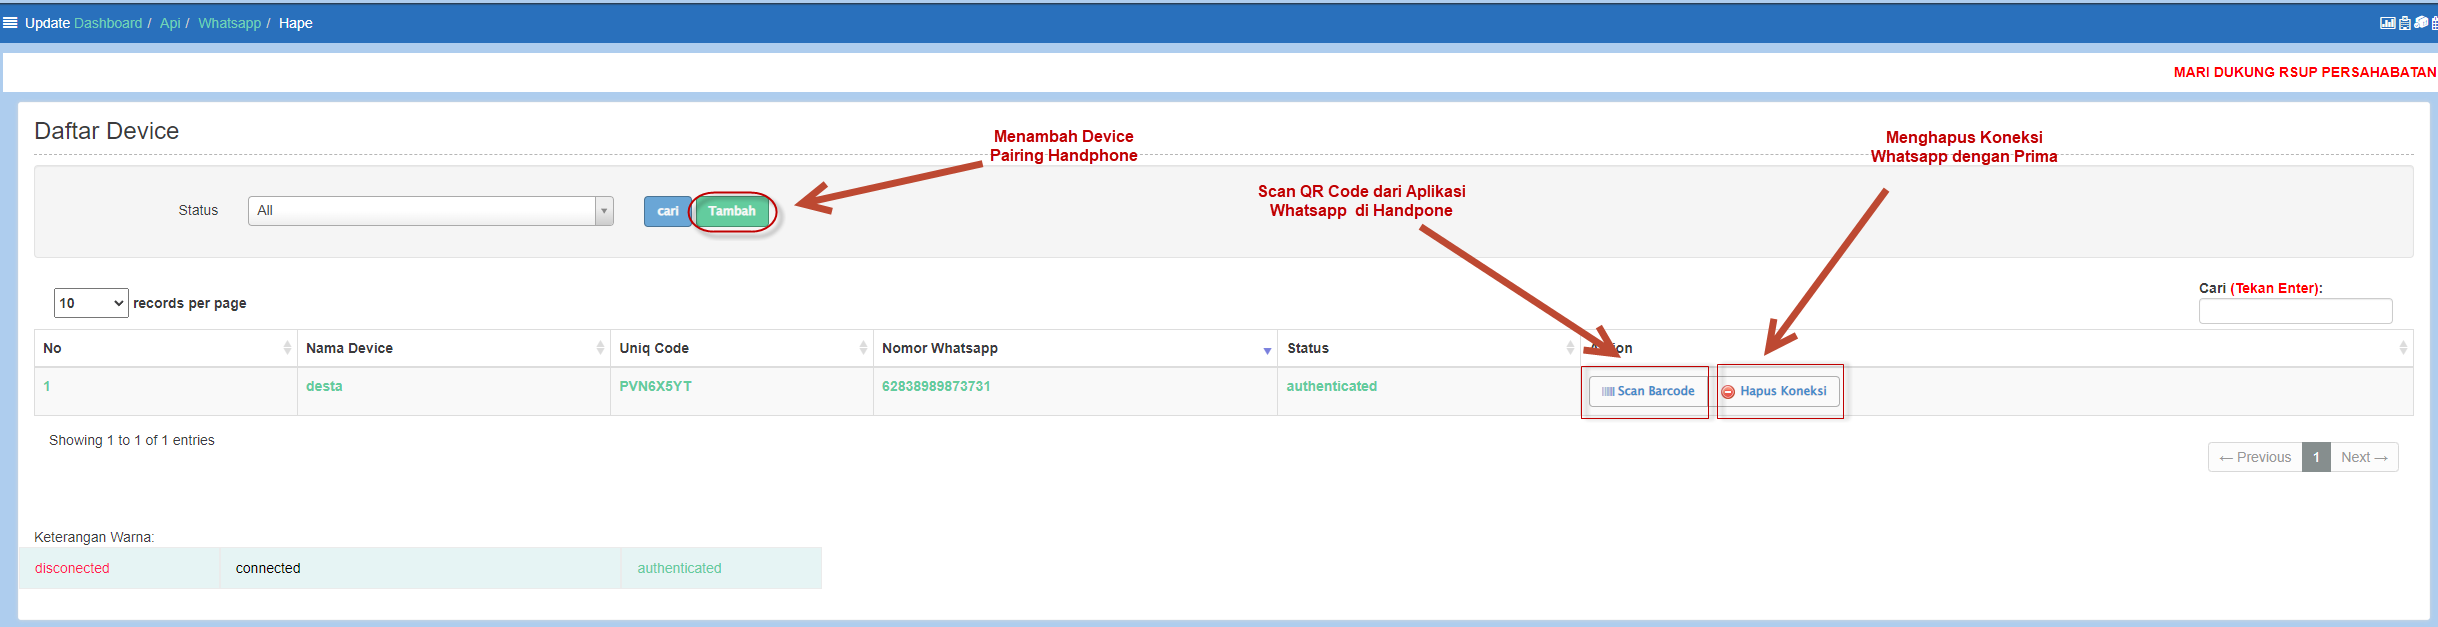 Update Dashboard / Api / Whatsapp / Hape
MARI DUKUNG RSUP PERSAHABATAN
Daftar Device
Menambah Device
Pairing Handphone
Menghapus Koneksi
Whatsapp dengan Prima
Scan QR Code dari Aplikasi
Whatsapp di Handpone
Status All cari Tambah
10 records per page
Cari (Tekan Enter):
No Nama Device Uniq Code Nomor Whatsapp Status
1 desta PVN6X5YT 62838989873731 authenticated Scan Barcode Hapus Koneksi
Showing 1 to 1 of 1 entries
← Previous 1 Next →
Keterangan Warna:
disconected connected authenticated